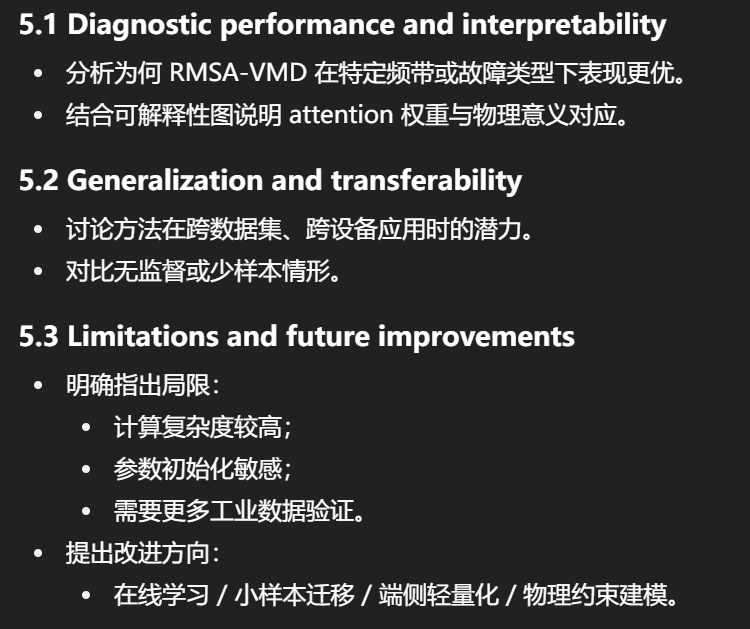 5.1 Diagnostic performance and interpretability
• 分析为何 RMSA-VMD 在特定频带或故障类型下表现更优。
• 结合可解释性图说明 attention 权重与物理意义对应。
5.2 Generalization and transferability
• 讨论方法在跨数据集、跨设备应用时的潜力。
• 对比无监督或少样本情形。
5.3 Limitations and future improvements
• 明确指出局限：
• 计算复杂度较高；
• 参数初始化敏感；
• 需要更多工业数据验证。
• 提出改进方向：
• 在线学习 / 小样本迁移 / 端侧轻量化 / 物理约束建模。